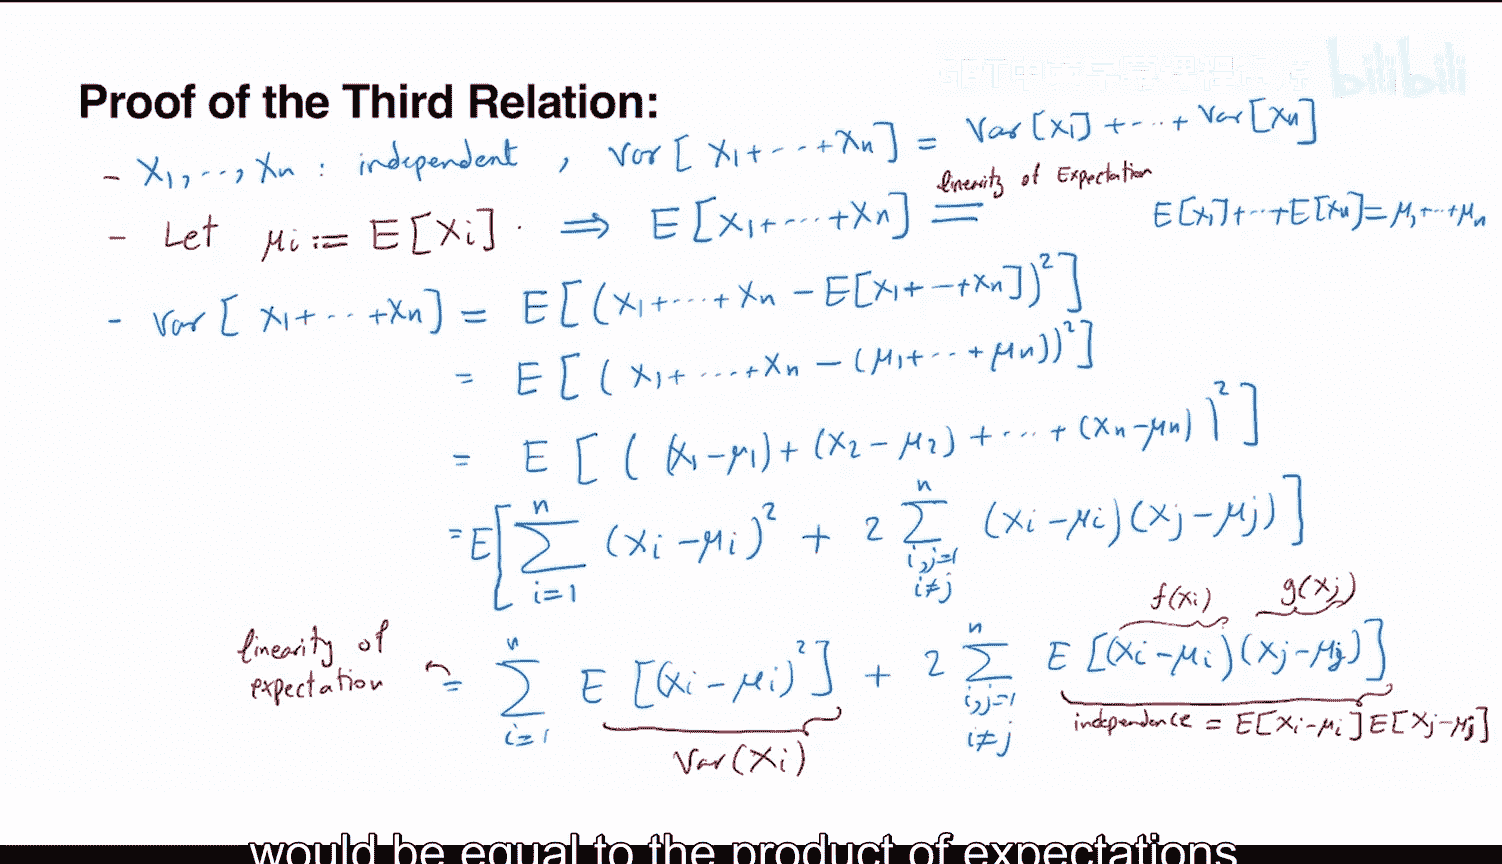 bilibili
Proof of the Third Relation:
- X₁, ..., Xₙ : independent , Var[X₁+...+Xₙ] = Var[X₁] + ... + Var[Xₙ]
linearity of Expectation
- Let μᵢ := E[Xᵢ]. ⇒ E[X₁+...+Xₙ] = E[X₁]+...+E[Xₙ] = μ₁+...+μₙ
- Var[X₁+...+Xₙ] = E[(X₁+...+Xₙ - E[X₁+...+Xₙ])²]
= E[(X₁+...+Xₙ - (μ₁+...+μₙ))²]
= E[((X₁-μ₁) + (X₂-μ₂) + ... + (Xₙ-μₙ))²]
= E[∑ⁿᵢ₌₁ (Xᵢ-μᵢ)² + 2 ∑ⁿ i,j=1 i≠j (Xᵢ-μᵢ)(Xⱼ-μⱼ)]
f(Xᵢ) g(Xⱼ)
linearity of expectation
= ∑ⁿᵢ₌₁ E[(Xᵢ-μᵢ)²] + 2 ∑ⁿ i,j=1 i≠j E[(Xᵢ-μᵢ)(Xⱼ-μⱼ)]
Var(Xᵢ)
independence = E[Xᵢ-μᵢ]E[Xⱼ-μⱼ]
would be equal to the product of expectations